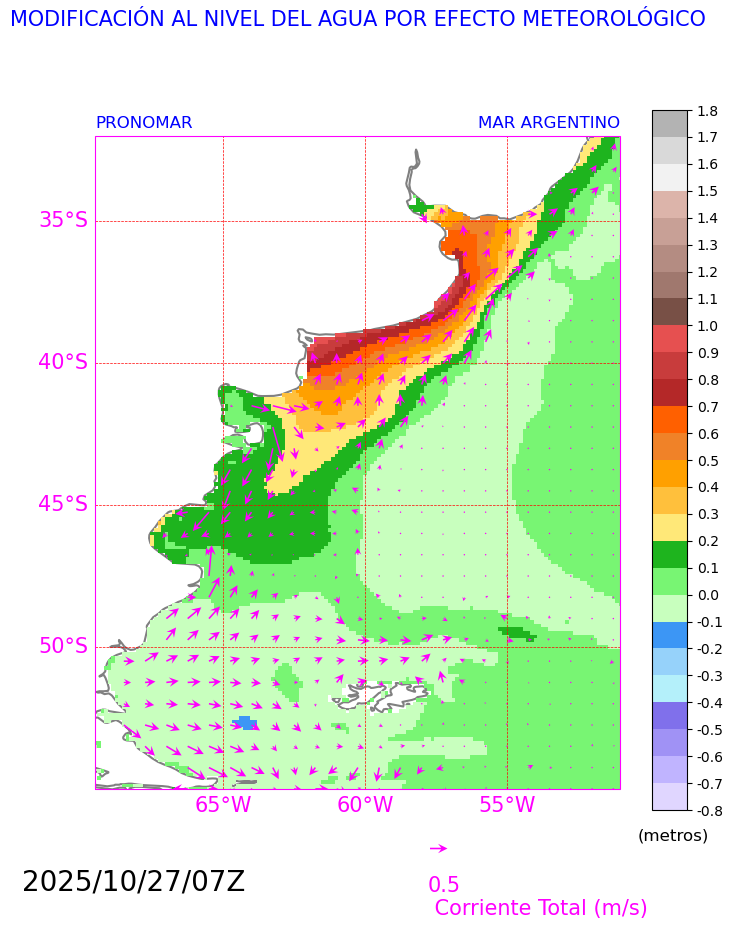 MODIFICACIÓN AL NIVEL DEL AGUA POR EFECTO METEOROLÓGICO
PRONOMAR
MAR ARGENTINO
35°S
40°S
45°S
50°S
65°W
60°W
55°W
1.8
1.7
1.6
1.5
1.4
1.3
1.2
1.1
1.0
0.9
0.8
0.7
0.6
0.5
0.4
0.3
0.2
0.1
0.0
-0.1
-0.2
-0.3
-0.4
-0.5
-0.6
-0.7
-0.8
(metros)
2025/10/27/07Z
0.5
Corriente Total (m/s)